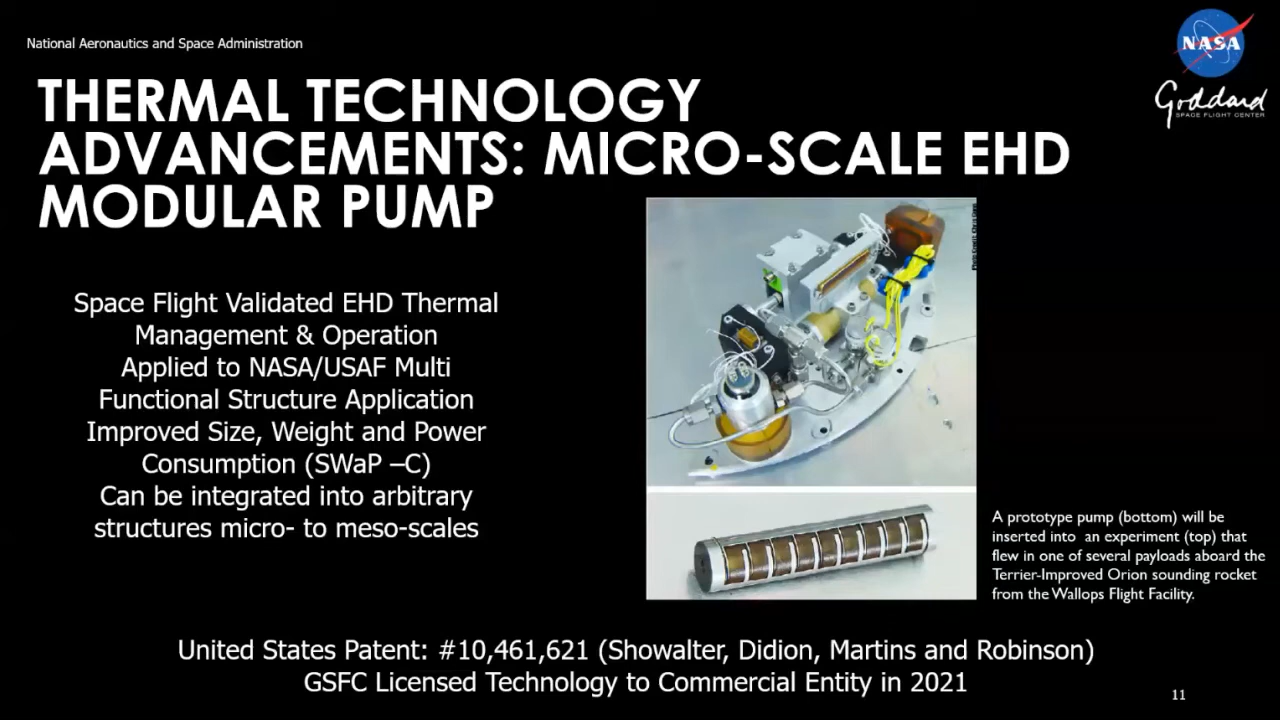 National Aeronautics and Space Administration
NASA
Goddard
SPACE FLIGHT CENTER
THERMAL TECHNOLOGY
ADVANCEMENTS: MICRO-SCALE EHD
MODULAR PUMP
Space Flight Validated EHD Thermal
Management & Operation
Applied to NASA/USAF Multi
Functional Structure Application
Improved Size, Weight and Power
Consumption (SWaP –C)
Can be integrated into arbitrary
structures micro- to meso-scales
A prototype pump (bottom) will be
inserted into an experiment (top) that
flew in one of several payloads aboard the
Terrier-Improved Orion sounding rocket
from the Wallops Flight Facility.
United States Patent: #10,461,621 (Showalter, Didion, Martins and Robinson)
GSFC Licensed Technology to Commercial Entity in 2021
11